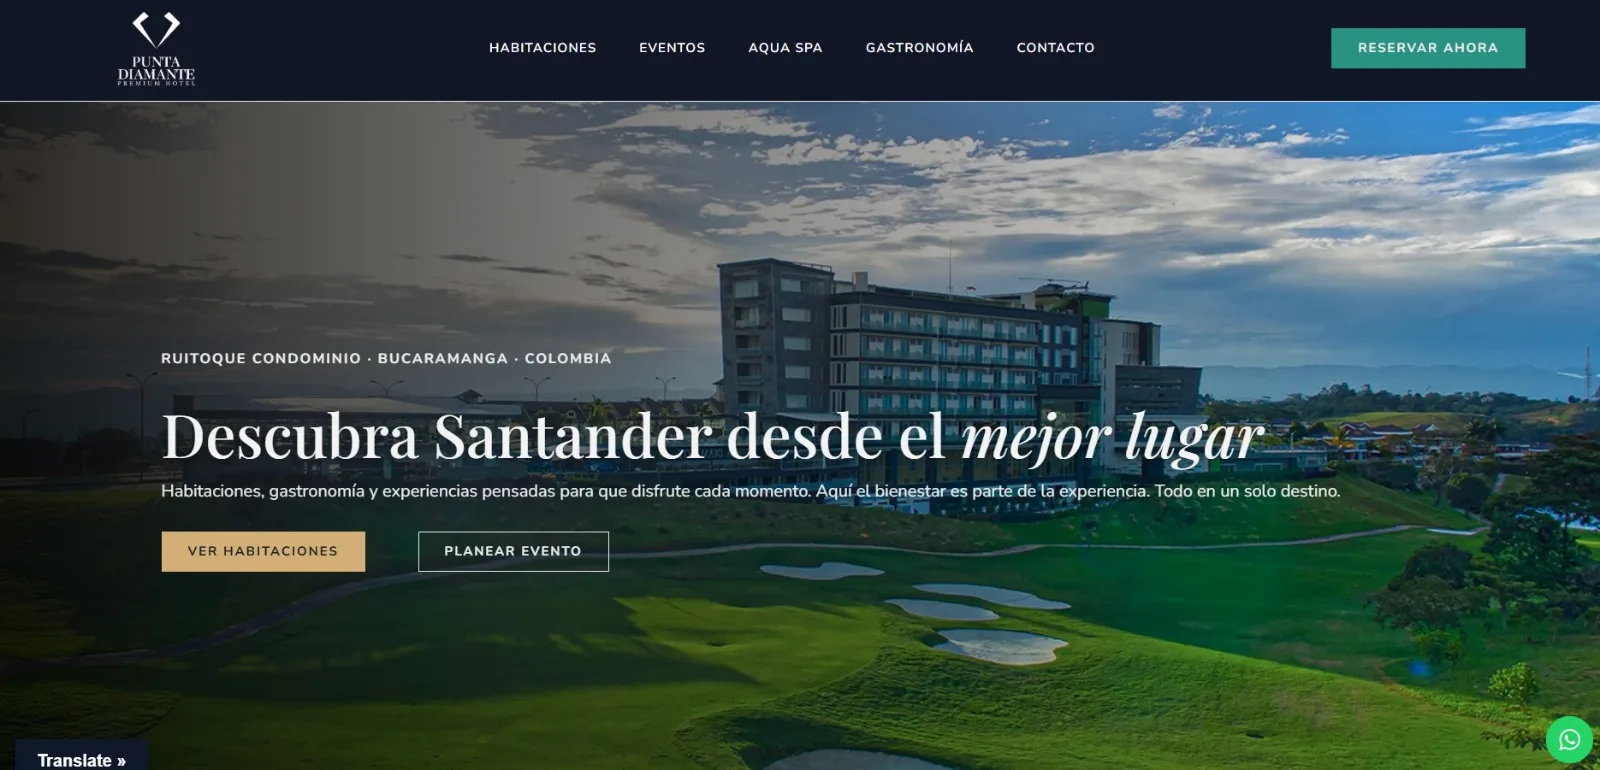 PUNTA
DIAMANTE
PREMIUM HOTEL
HABITACIONES
EVENTOS
AQUA SPA
GASTRONOMÍA
CONTACTO
RESERVAR AHORA
RUITOQUE CONDOMINIO · BUCARAMANGA · COLOMBIA
Descubra Santander desde el mejor lugar
Habitaciones, gastronomía y experiencias pensadas para que disfrute cada momento. Aquí el bienestar es parte de la experiencia. Todo en un solo destino.
VER HABITACIONES
PLANEAR EVENTO
Translate »